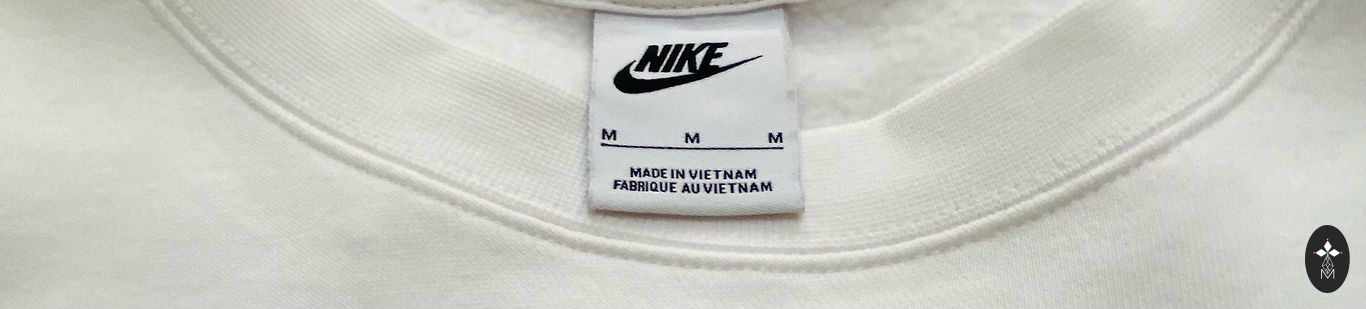 NIKE
M M M
MADE IN VIETNAM
FABRIQUE AU VIETNAM
M